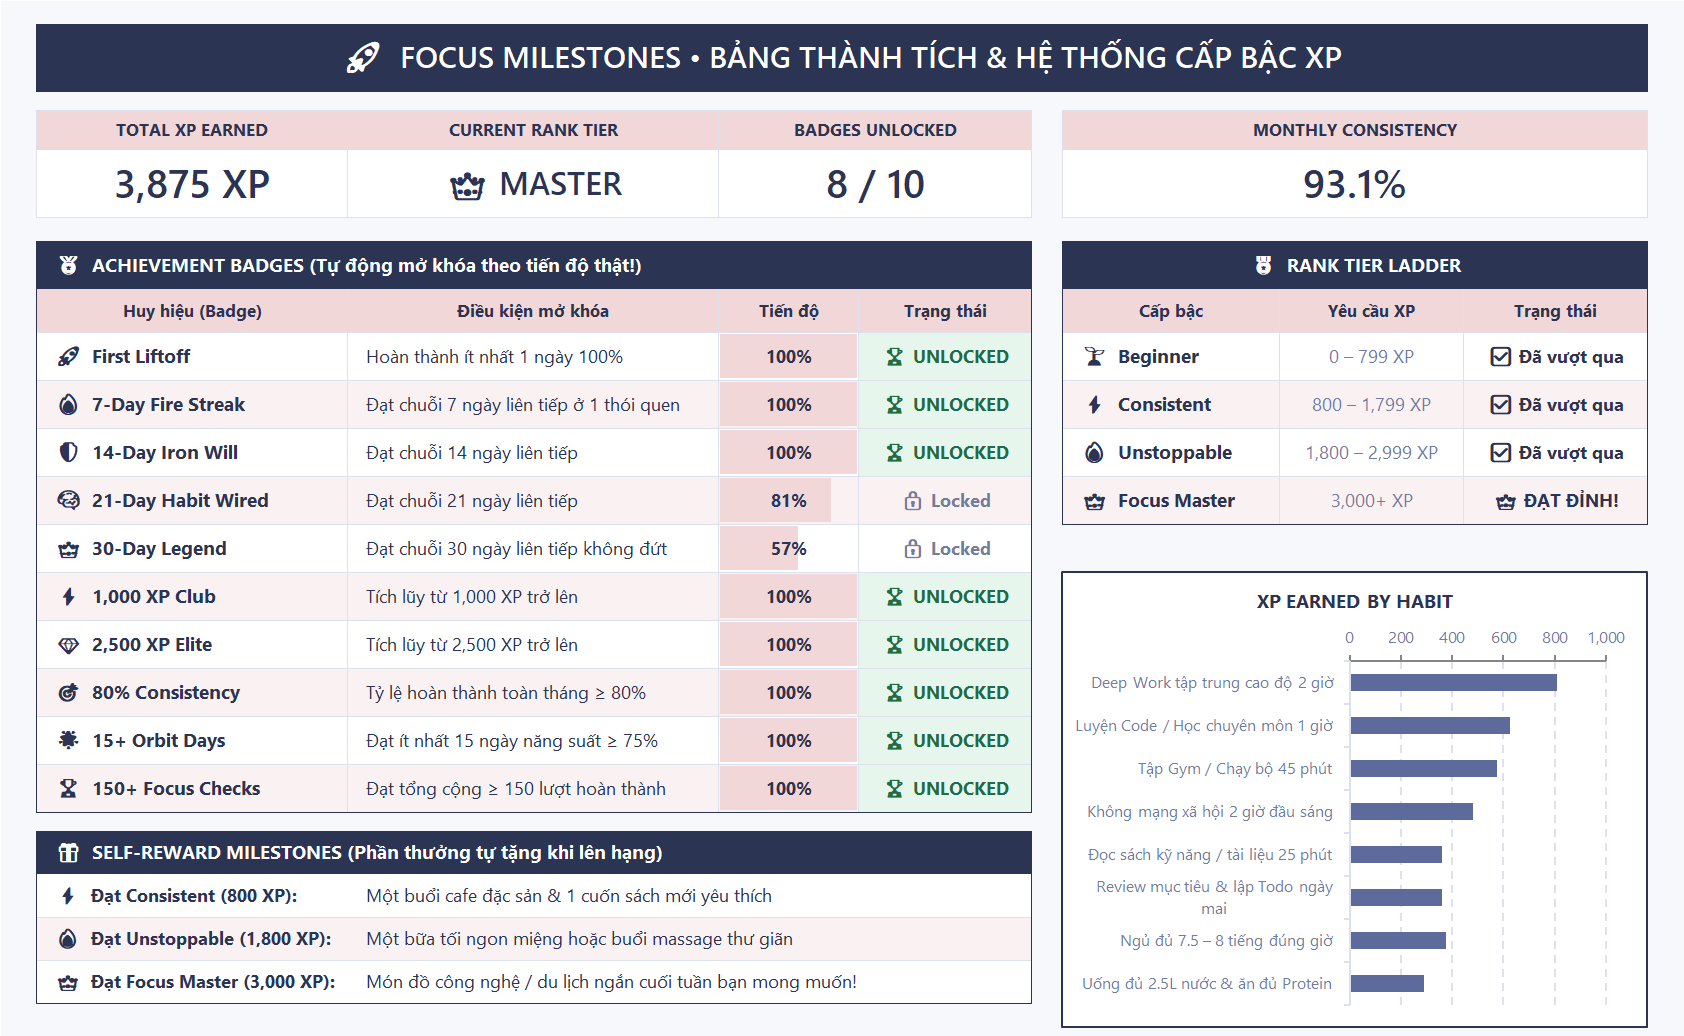 FOCUS MILESTONES • BẢNG THÀNH TÍCH & HỆ THỐNG CẤP BẬC XP
TOTAL XP EARNED
CURRENT RANK TIER
BADGES UNLOCKED
MONTHLY CONSISTENCY
3,875 XP
MASTER
8 / 10
93.1%
ACHIEVEMENT BADGES (Tự động mở khóa theo tiến độ thật!)
Huy hiệu (Badge) Điều kiện mở khóa Tiến độ Trạng thái
First Liftoff Hoàn thành ít nhất 1 ngày 100% 100% UNLOCKED
7-Day Fire Streak Đạt chuỗi 7 ngày liên tiếp ở 1 thói quen 100% UNLOCKED
14-Day Iron Will Đạt chuỗi 14 ngày liên tiếp 100% UNLOCKED
21-Day Habit Wired Đạt chuỗi 21 ngày liên tiếp 81% Locked
30-Day Legend Đạt chuỗi 30 ngày liên tiếp không đứt 57% Locked
1,000 XP Club Tích lũy từ 1,000 XP trở lên 100% UNLOCKED
2,500 XP Elite Tích lũy từ 2,500 XP trở lên 100% UNLOCKED
80% Consistency Tỷ lệ hoàn thành toàn tháng ≥ 80% 100% UNLOCKED
15+ Orbit Days Đạt ít nhất 15 ngày năng suất ≥ 75% 100% UNLOCKED
150+ Focus Checks Đạt tổng cộng ≥ 150 lượt hoàn thành 100% UNLOCKED
SELF-REWARD MILESTONES (Phần thưởng tự tặng khi lên hạng)
Đạt Consistent (800 XP): Một buổi cafe đặc sản & 1 cuốn sách mới yêu thích
Đạt Unstoppable (1,800 XP): Một bữa tối ngon miệng hoặc buổi massage thư giãn
Đạt Focus Master (3,000 XP): Món đồ công nghệ / du lịch ngắn cuối tuần bạn mong muốn!
RANK TIER LADDER
Cấp bậc Yêu cầu XP Trạng thái
Beginner 0 – 799 XP Đã vượt qua
Consistent 800 – 1,799 XP Đã vượt qua
Unstoppable 1,800 – 2,999 XP Đã vượt qua
Focus Master 3,000+ XP ĐẠT ĐỈNH!
XP EARNED BY HABIT
0 200 400 600 800 1,000
Deep Work tập trung cao độ 2 giờ
Luyện Code / Học chuyên môn 1 giờ
Tập Gym / Chạy bộ 45 phút
Không mạng xã hội 2 giờ đầu sáng
Đọc sách kỹ năng / tài liệu 25 phút
Review mục tiêu & lập Todo ngày
mai
Ngủ đủ 7.5 – 8 tiếng đúng giờ
Uống đủ 2.5L nước & ăn đủ Protein